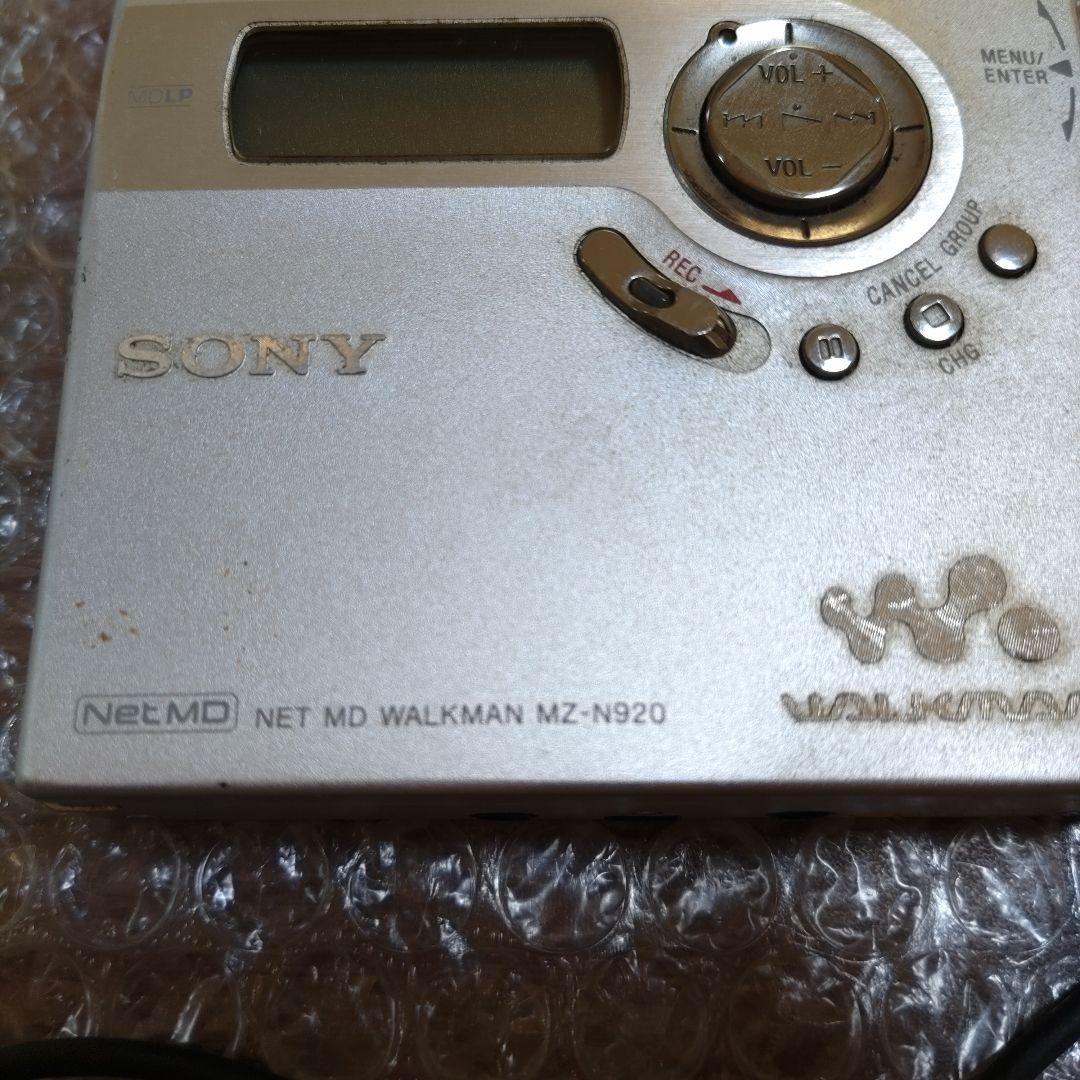 MDLP
VOL +
VOL −
MENU/
ENTER
REC
GROUP
CANCEL
CHG
SONY
WALKMAN
NetMD NET MD WALKMAN MZ-N920